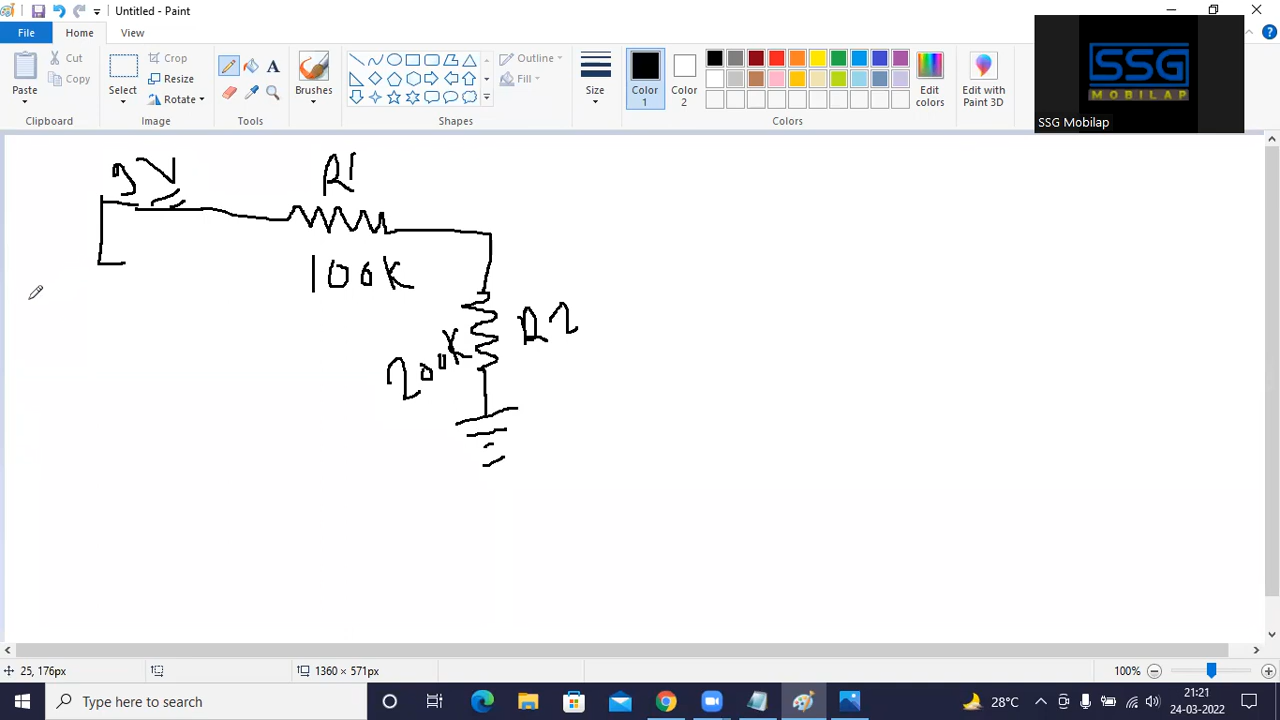 Untitled - Paint
File Home View
Paste
Cut
Copy
Clipboard
Select
Crop
Resize
Rotate
Image
A
Tools
Brushes
Outline
Fill
Shapes
Size
Color 1
Color 2
Edit colors
Colors
Edit with Paint 3D
SSG
MOBILAP
SSG Mobilap
9V
R1
100K
R2
200K
25, 176px
1360 × 571px
100%
Type here to search
28°C
21:21
24-03-2022